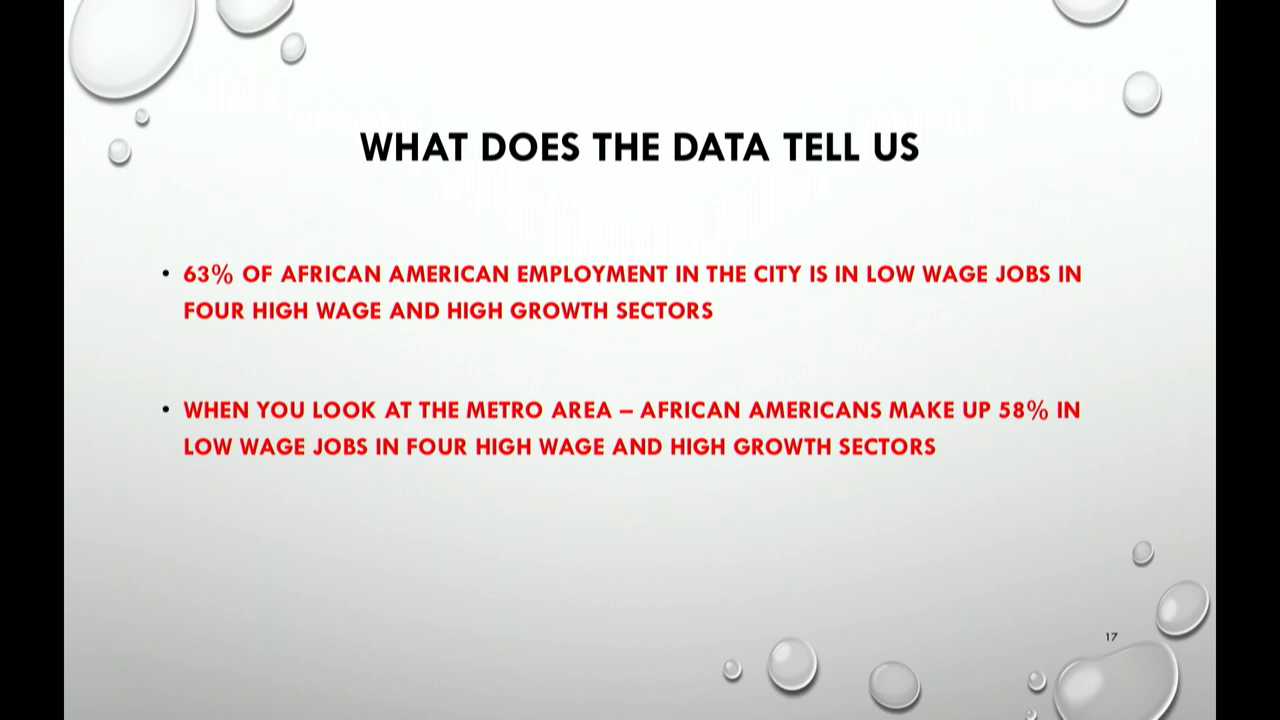 WHAT DOES THE DATA TELL US
• 63% OF AFRICAN AMERICAN EMPLOYMENT IN THE CITY IS IN LOW WAGE JOBS IN
FOUR HIGH WAGE AND HIGH GROWTH SECTORS
• WHEN YOU LOOK AT THE METRO AREA – AFRICAN AMERICANS MAKE UP 58% IN
LOW WAGE JOBS IN FOUR HIGH WAGE AND HIGH GROWTH SECTORS
17